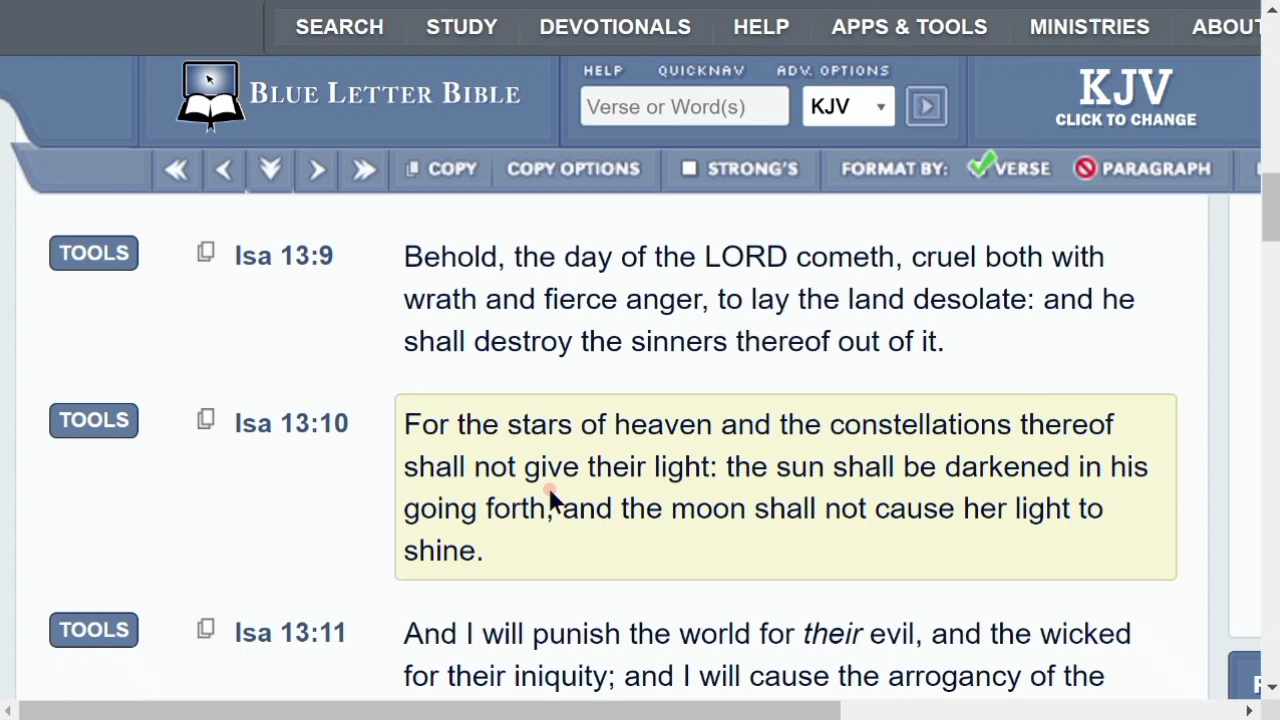 SEARCH STUDY DEVOTIONALS HELP APPS & TOOLS MINISTRIES ABOUT
HELP QUICKNAV ADV. OPTIONS
BLUE LETTER BIBLE
Verse or Word(s) KJV
KJV
CLICK TO CHANGE
COPY COPY OPTIONS STRONG'S FORMAT BY: VERSE PARAGRAPH
TOOLS Isa 13:9 Behold, the day of the LORD cometh, cruel both with
wrath and fierce anger, to lay the land desolate: and he
shall destroy the sinners thereof out of it.
TOOLS Isa 13:10 For the stars of heaven and the constellations thereof
shall not give their light: the sun shall be darkened in his
going forth, and the moon shall not cause her light to
shine.
TOOLS Isa 13:11 And I will punish the world for their evil, and the wicked
for their iniquity; and I will cause the arrogancy of the